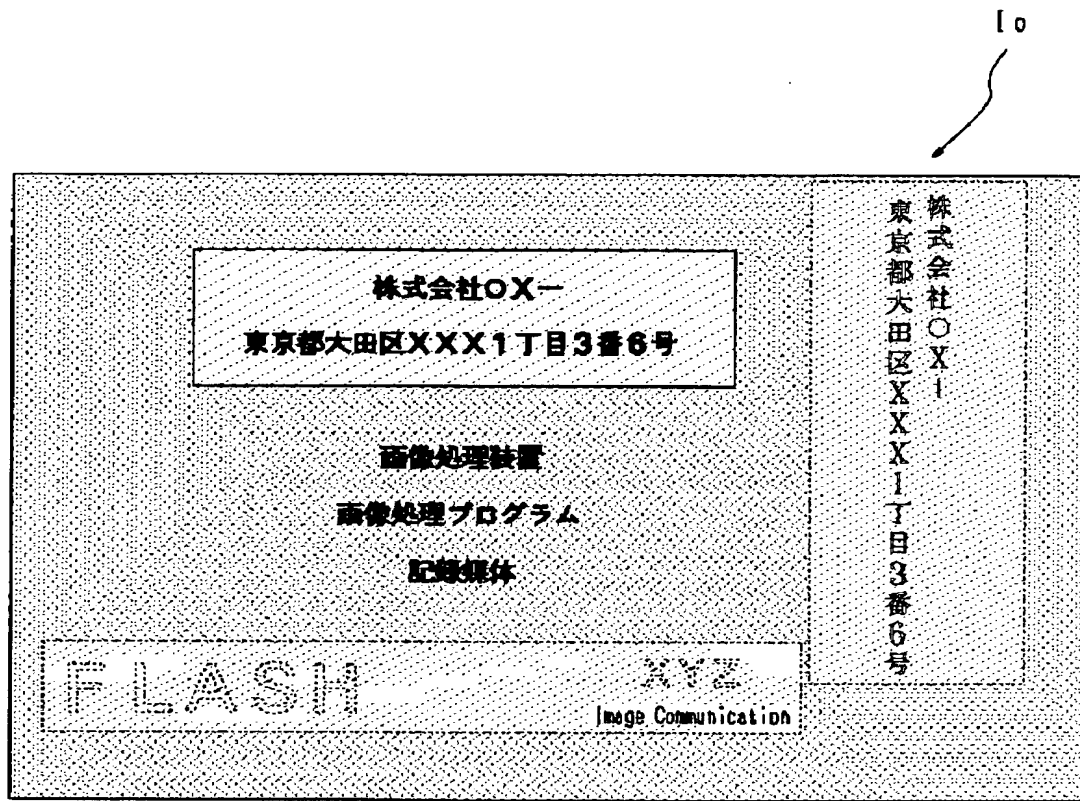 Io
株式会社○X一
東京都大田区XXX1丁目3番6号
画像処理装置
画像処理プログラム
記録媒体
FLASH
XYZ
Image Communication
株式会社○Xー
東京都大田区XXX1丁目3番6号